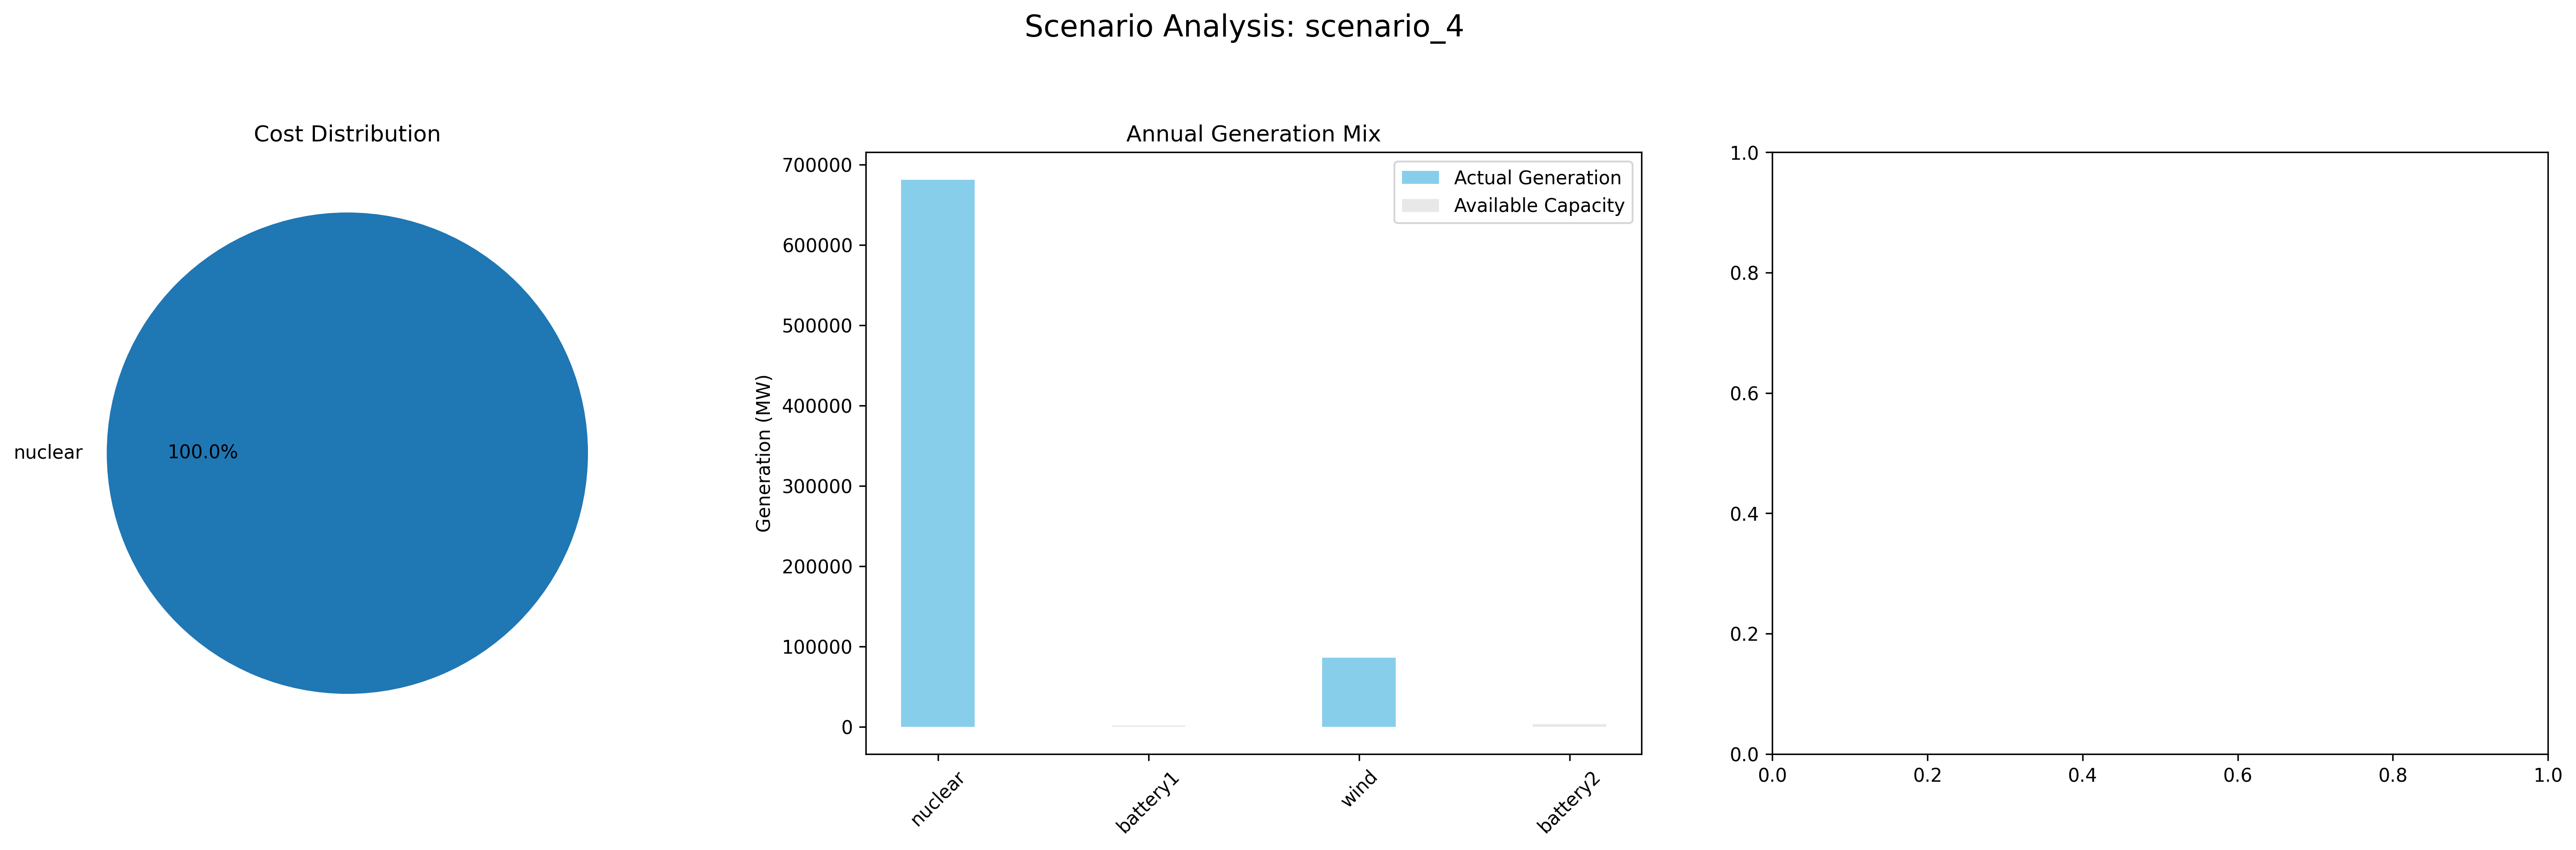 Scenario Analysis: scenario_4
Cost Distribution
nuclear
100.0%
Annual Generation Mix
Generation (MW)
700000
600000
500000
400000
300000
200000
100000
0
Actual Generation
Available Capacity
nuclear
battery1
wind
battery2
1.0
0.8
0.6
0.4
0.2
0.0
0.0 0.2 0.4 0.6 0.8 1.0